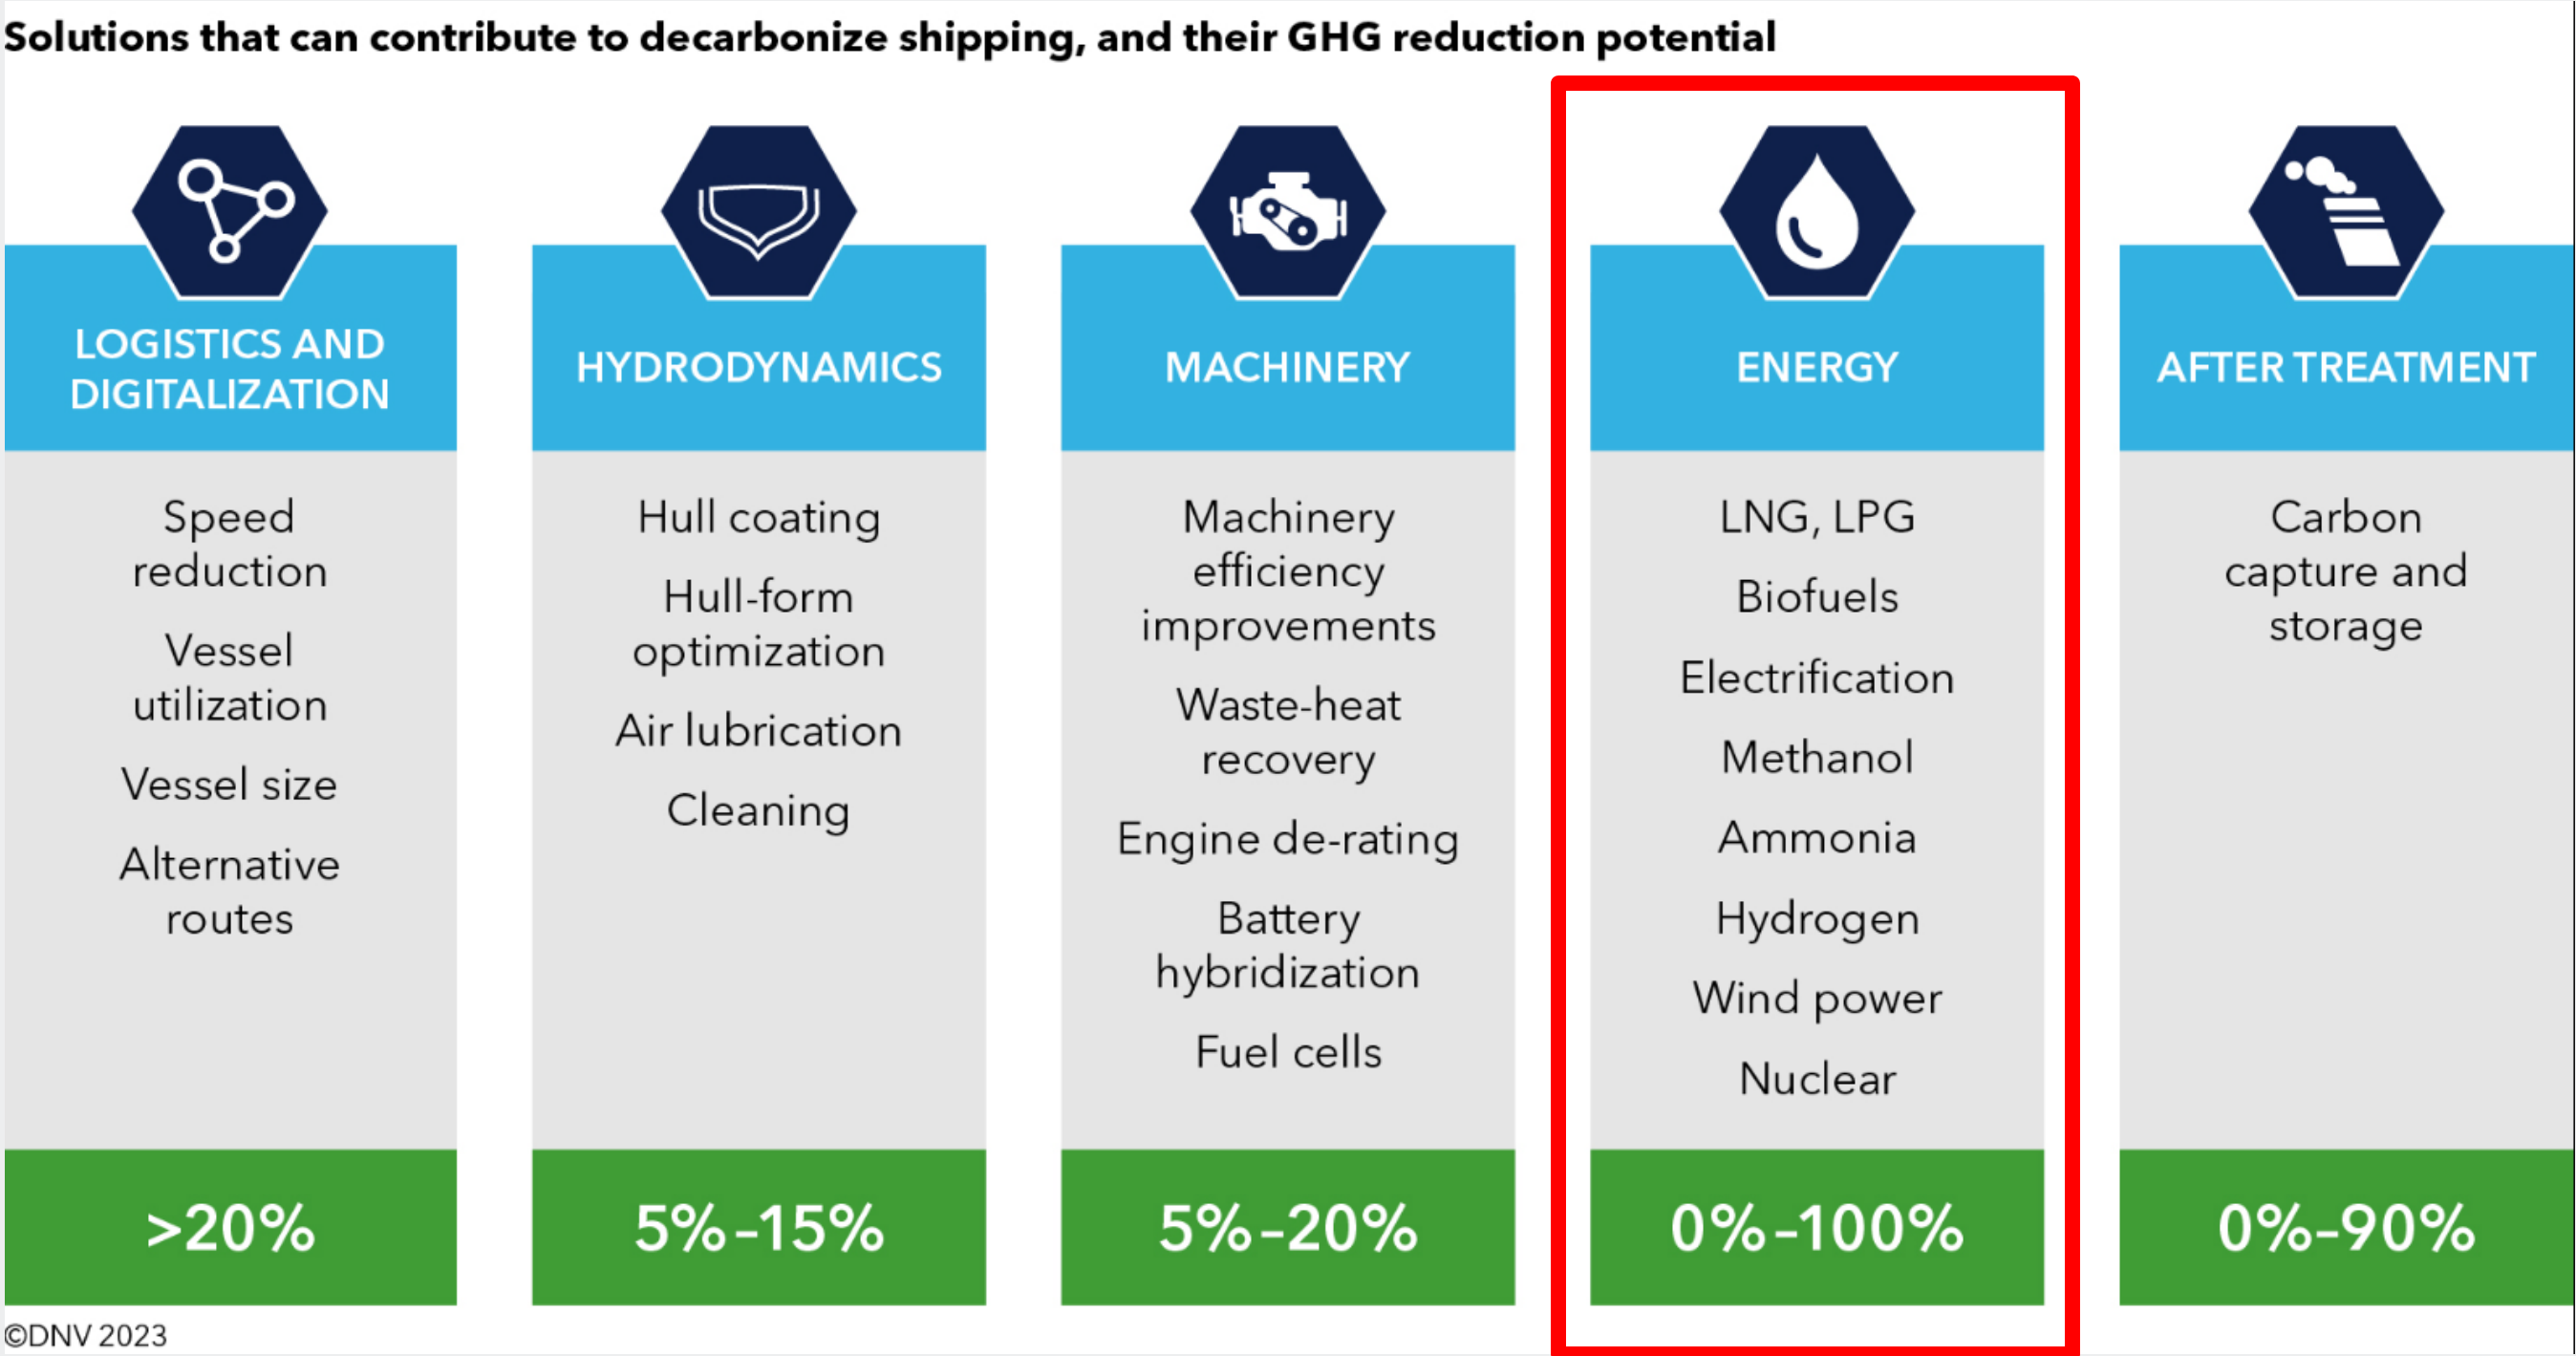 Solutions that can contribute to decarbonize shipping, and their GHG reduction potential
LOGISTICS AND
DIGITALIZATION
Speed
reduction
Vessel
utilization
Vessel size
Alternative
routes
>20%
HYDRODYNAMICS
Hull coating
Hull-form
optimization
Air lubrication
Cleaning
5%-15%
MACHINERY
Machinery
efficiency
improvements
Waste-heat
recovery
Engine de-rating
Battery
hybridization
Fuel cells
5%-20%
ENERGY
LNG, LPG
Biofuels
Electrification
Methanol
Ammonia
Hydrogen
Wind power
Nuclear
0%-100%
AFTER TREATMENT
Carbon
capture and
storage
0%-90%
©DNV 2023